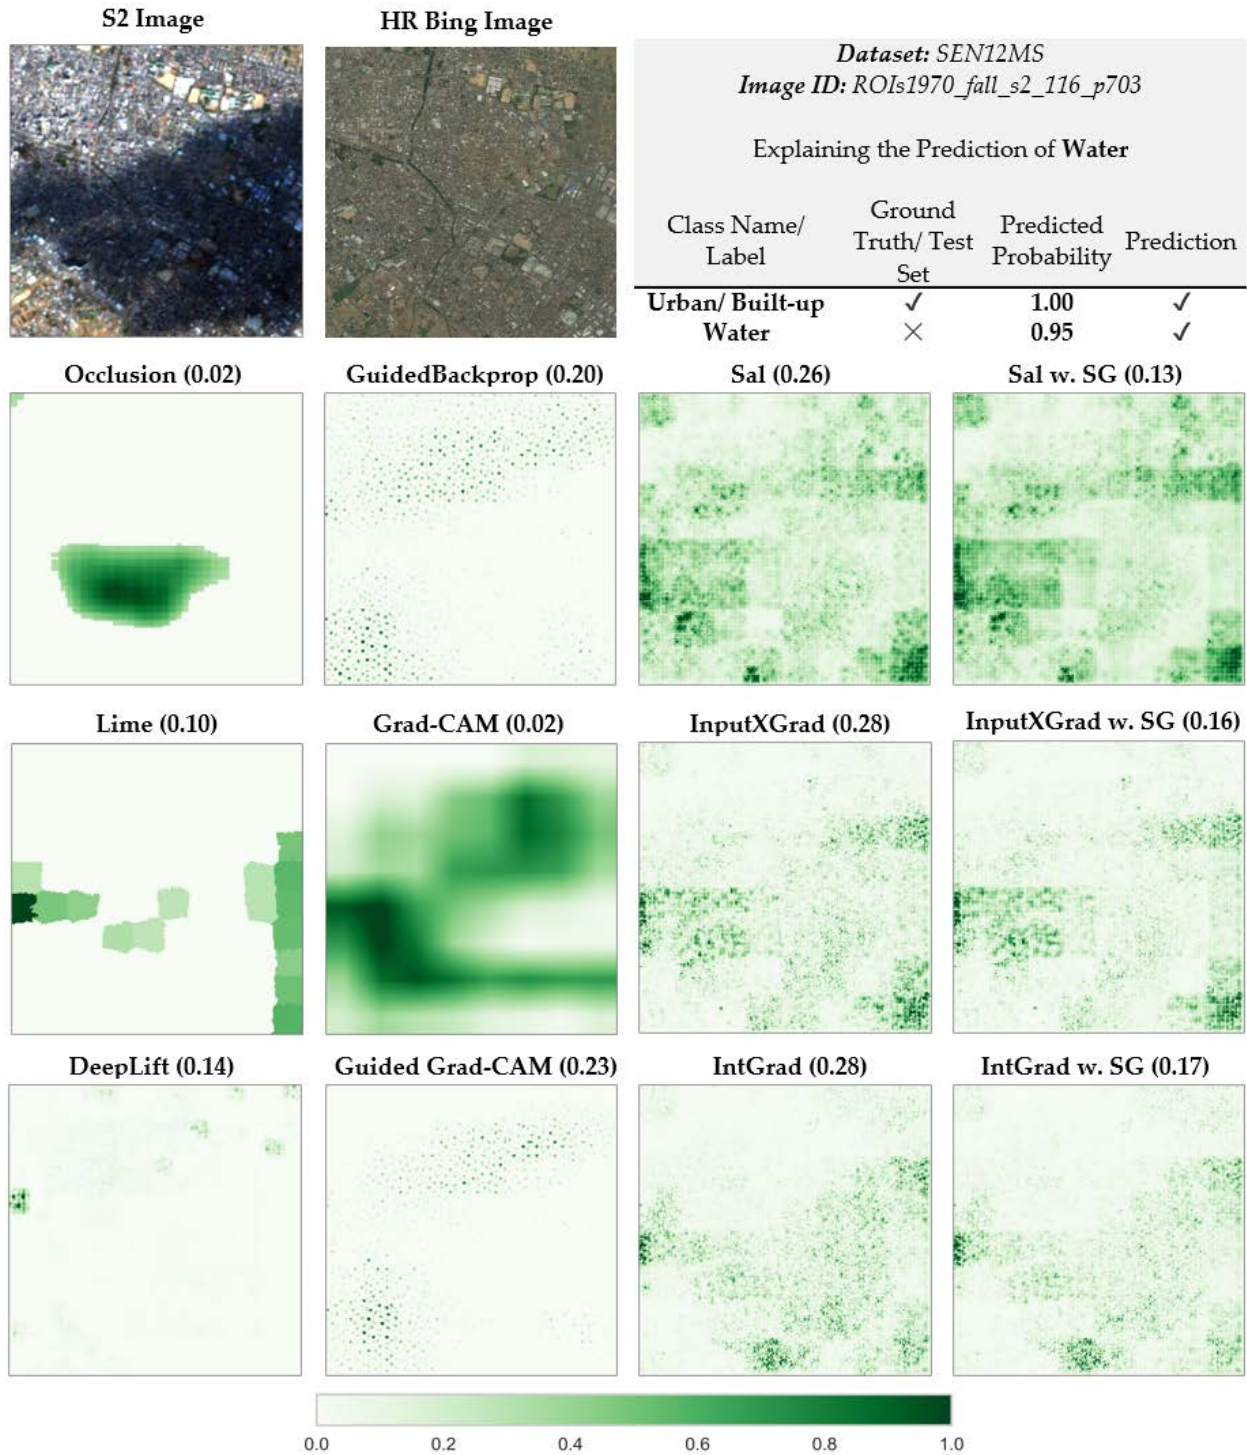 S2 Image
HR Bing Image
Dataset: SEN12MS
Image ID: ROIs1970_fall_s2_116_p703
Explaining the Prediction of Water
Class Name/ Label
Ground Truth/ Test Set
Predicted Probability
Prediction
Urban/ Built-up ✓ 1.00 ✓
Water × 0.95 ✓
Occlusion (0.02)
GuidedBackprop (0.20)
Sal (0.26)
Sal w. SG (0.13)
Lime (0.10)
Grad-CAM (0.02)
InputXGrad (0.28)
InputXGrad w. SG (0.16)
DeepLift (0.14)
Guided Grad-CAM (0.23)
IntGrad (0.28)
IntGrad w. SG (0.17)
0.0 0.2 0.4 0.6 0.8 1.0